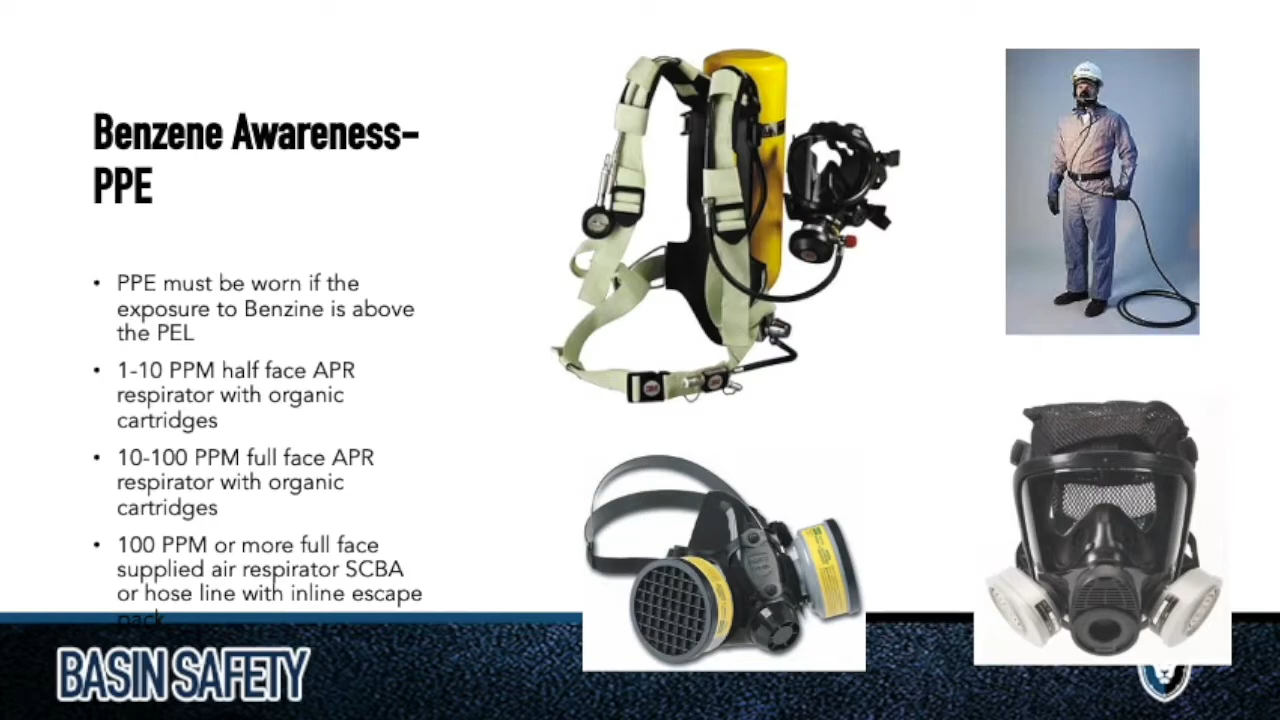 Benzene Awareness-
PPE
• PPE must be worn if the
exposure to Benzine is above
the PEL
• 1-10 PPM half face APR
respirator with organic
cartridges
• 10-100 PPM full face APR
respirator with organic
cartridges
• 100 PPM or more full face
supplied air respirator SCBA
or hose line with inline escape
pack
BASIN SAFETY